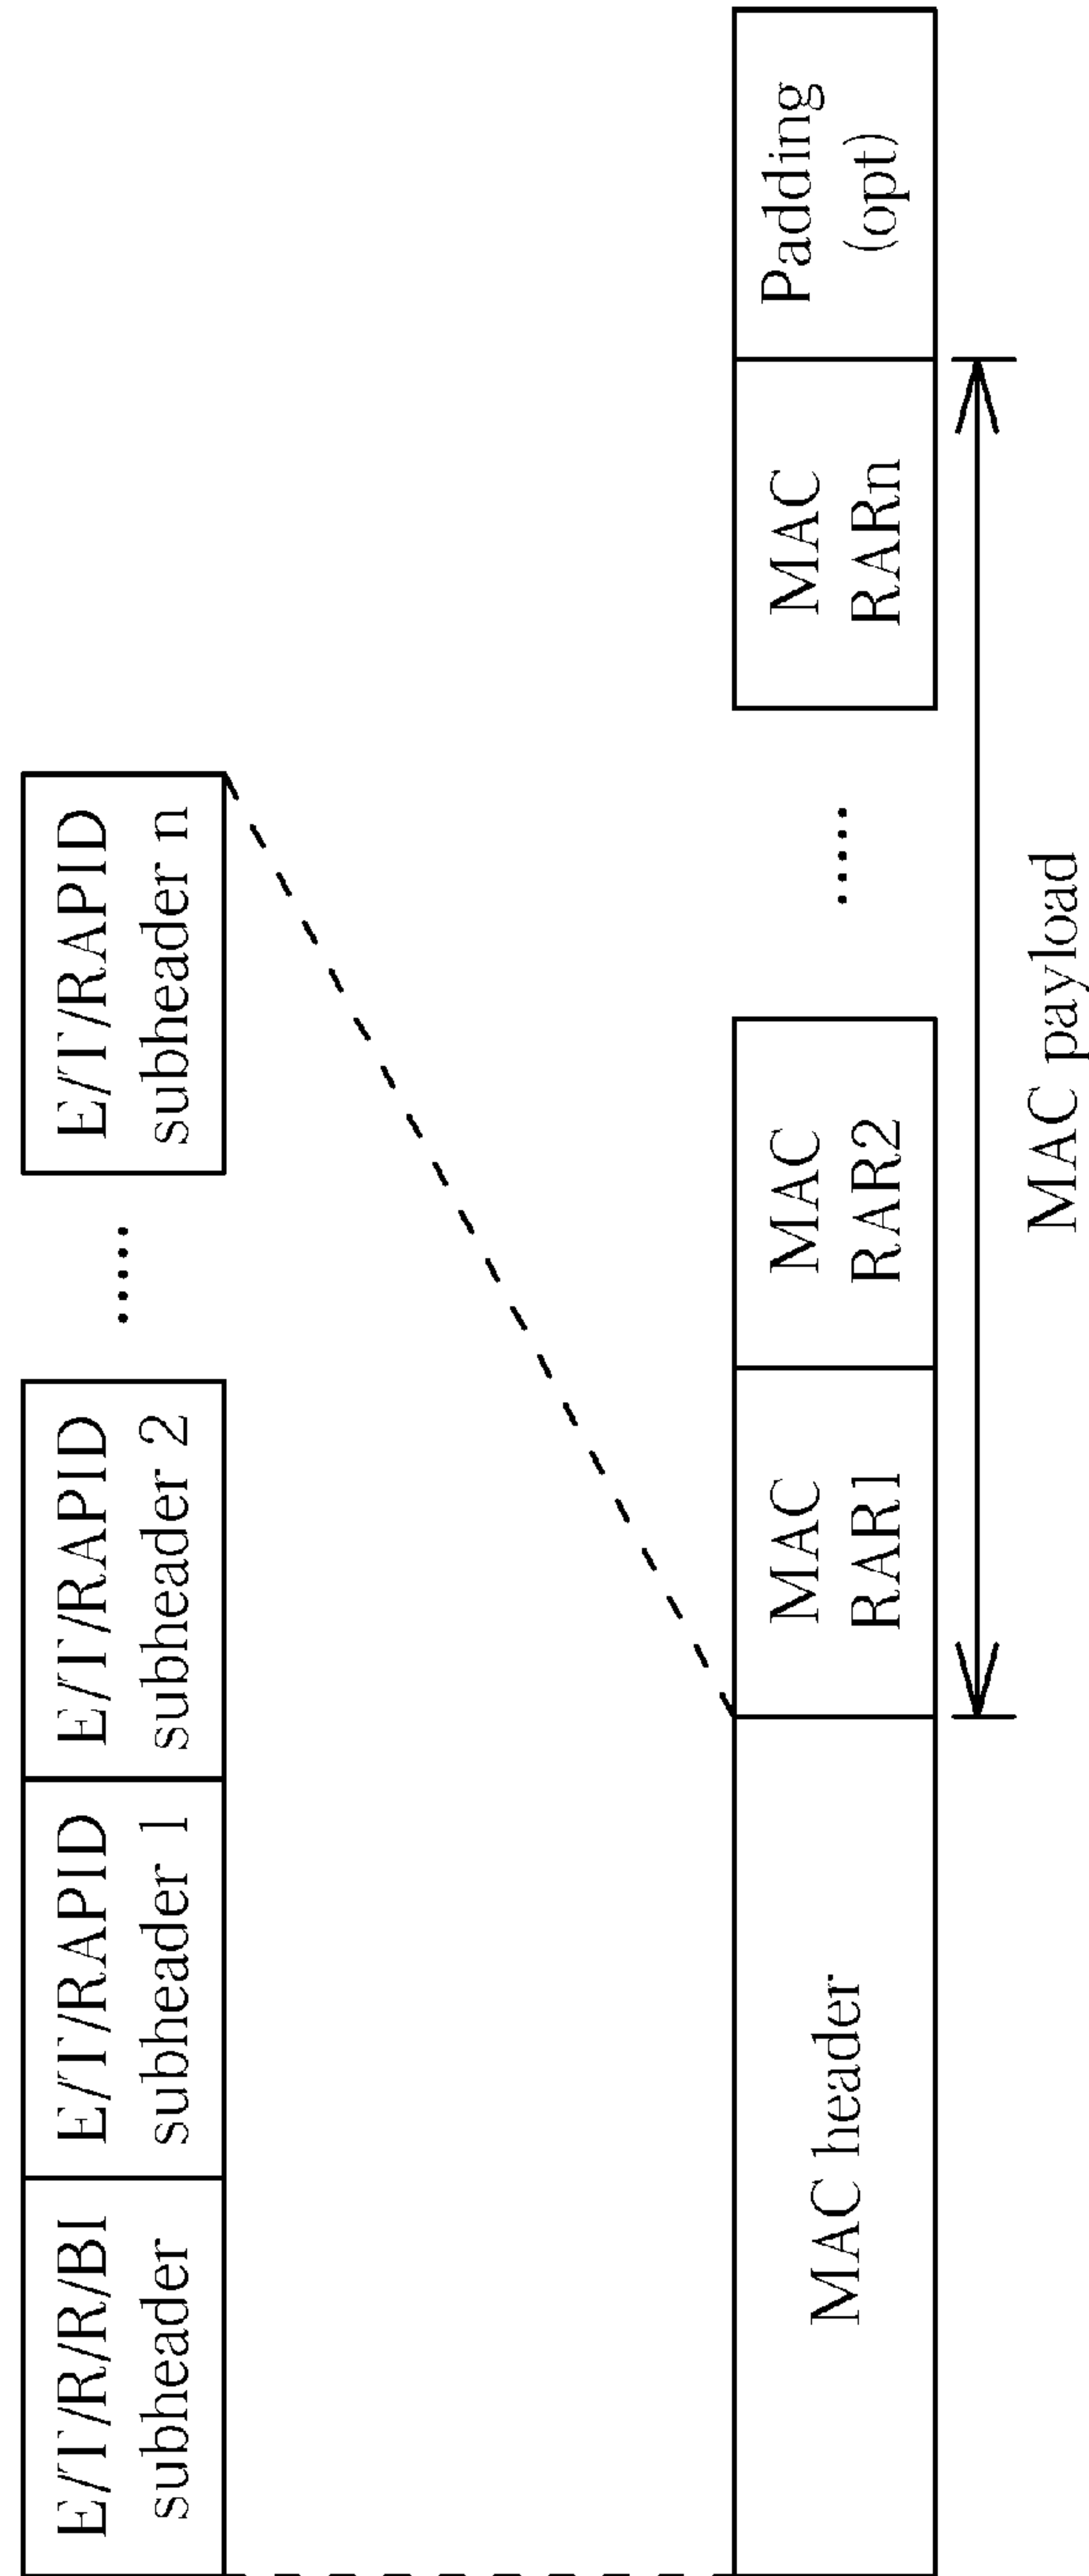 E/T/R/R/BI
subheader
E/T/RAPID
subheader 1
E/T/RAPID
subheader 2
.....
E/T/RAPID
subheader n
MAC header
MAC
RAR1
MAC
RAR2
.....
MAC
RARn
Padding
(opt)
MAC payload